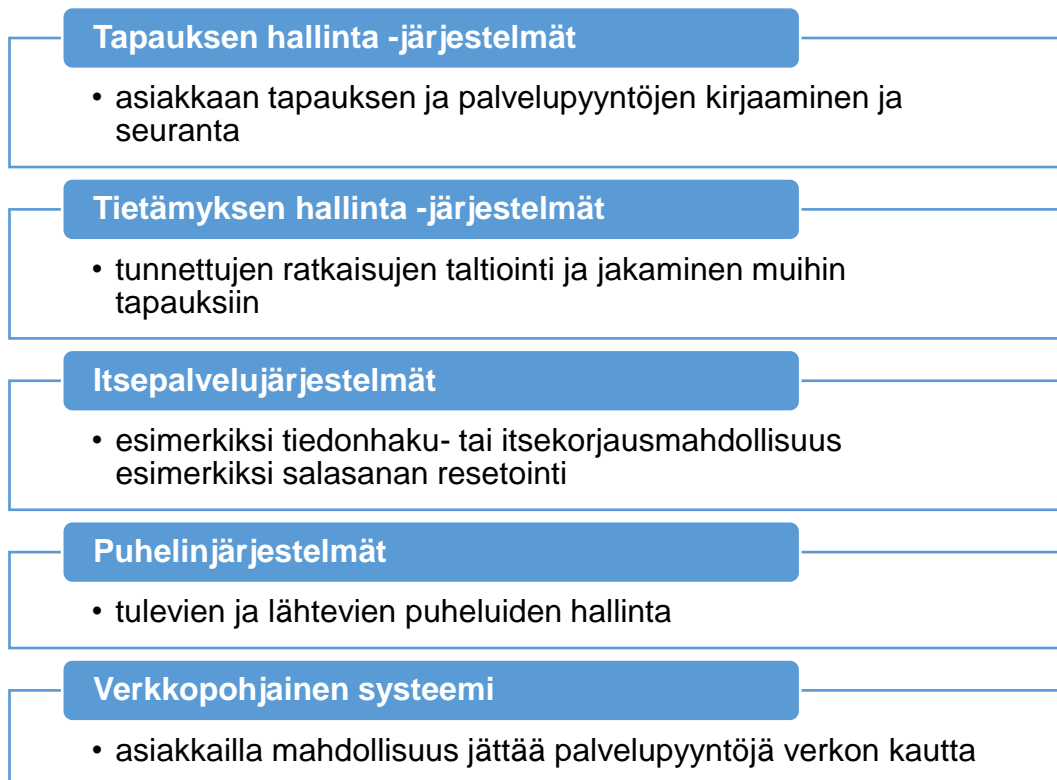 Tapauksen hallinta -järjestelmät
• asiakkaan tapauksen ja palvelupyyntöjen kirjaaminen ja
seuranta
Tietämyksen hallinta -järjestelmät
• tunnettujen ratkaisujen taltiointi ja jakaminen muihin
tapauksiin
Itsepalvelujärjestelmät
• esimerkiksi tiedonhaku- tai itsekorjausmahdollisuus
esimerkiksi salasanan resetointi
Puhelinjärjestelmät
• tulevien ja lähtevien puheluiden hallinta
Verkkopohjainen systeemi
• asiakkailla mahdollisuus jättää palvelupyyntöjä verkon kautta